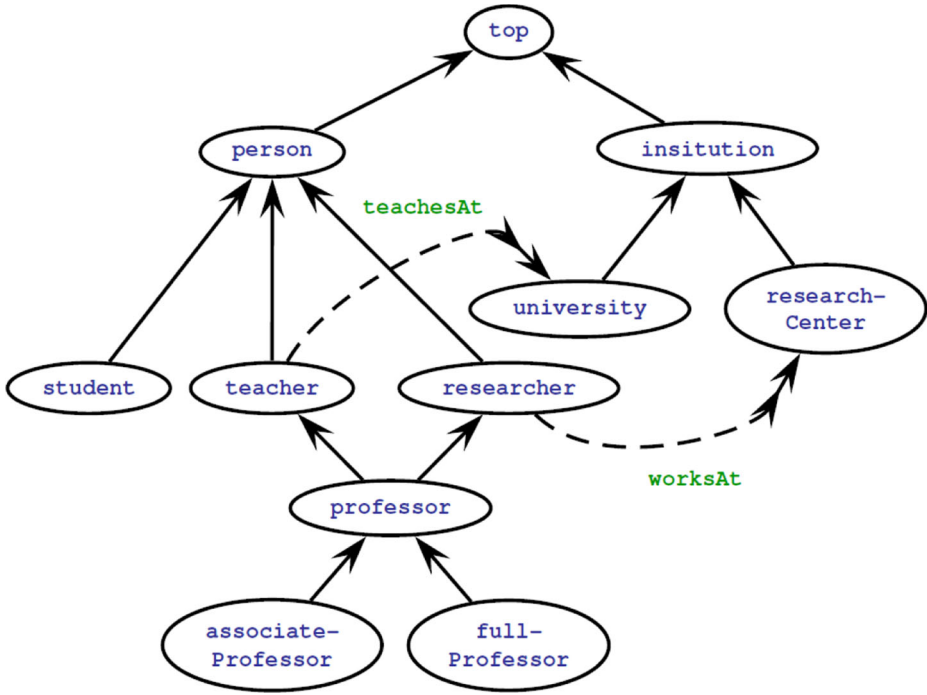 top
person
insitution
teachesAt
university
research-
Center
student
teacher
researcher
worksAt
professor
associate-
Professor
full-
Professor